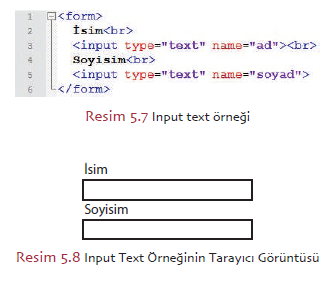 1 <form>
2 İsim<br>
3 <input type="text" name="ad"><br>
4 Soyisim<br>
5 <input type="text" name="soyad">
6 </form>
Resim 5.7 Input text örneği
İsim
Soyisim
Resim 5.8 Input Text Örneğinin Tarayıcı Görüntüsü